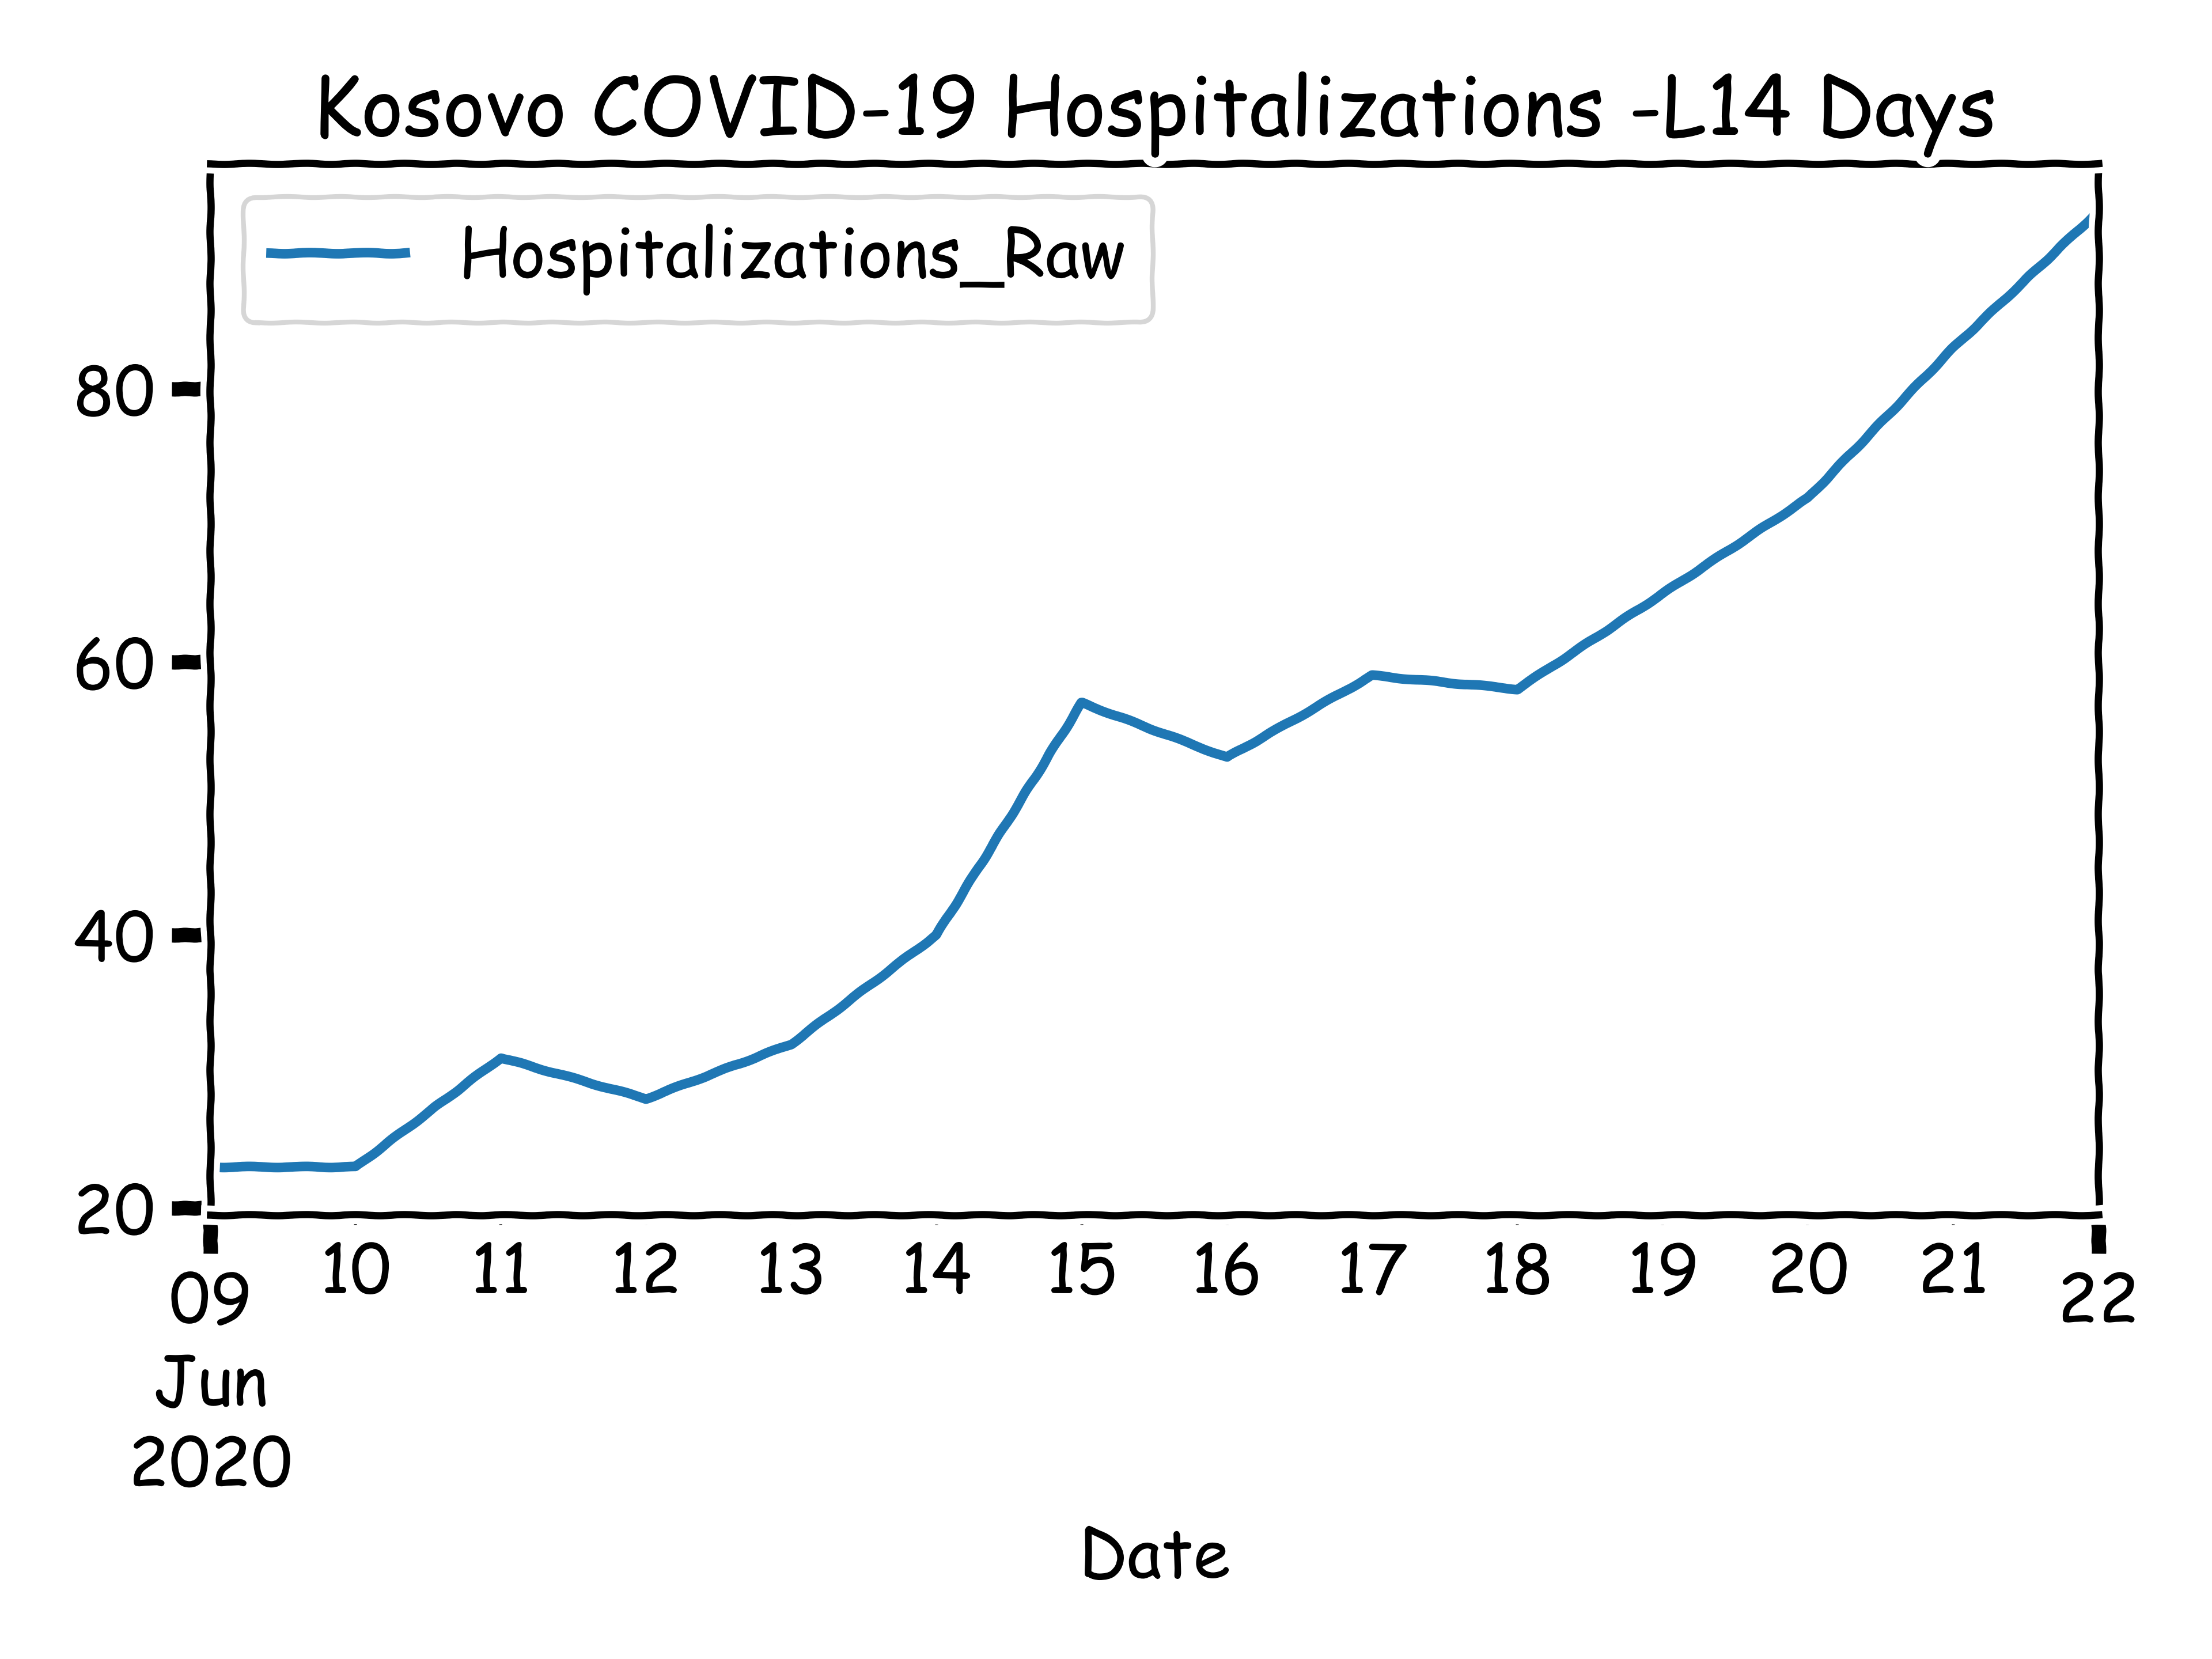 Kosovo COVID-19 Hospitalizations -L14 Days
Hospitalizations_Raw
80
60
40
20
09 10 11 12 13 14 15 16 17 18 19 20 21 22
Jun
2020
Date